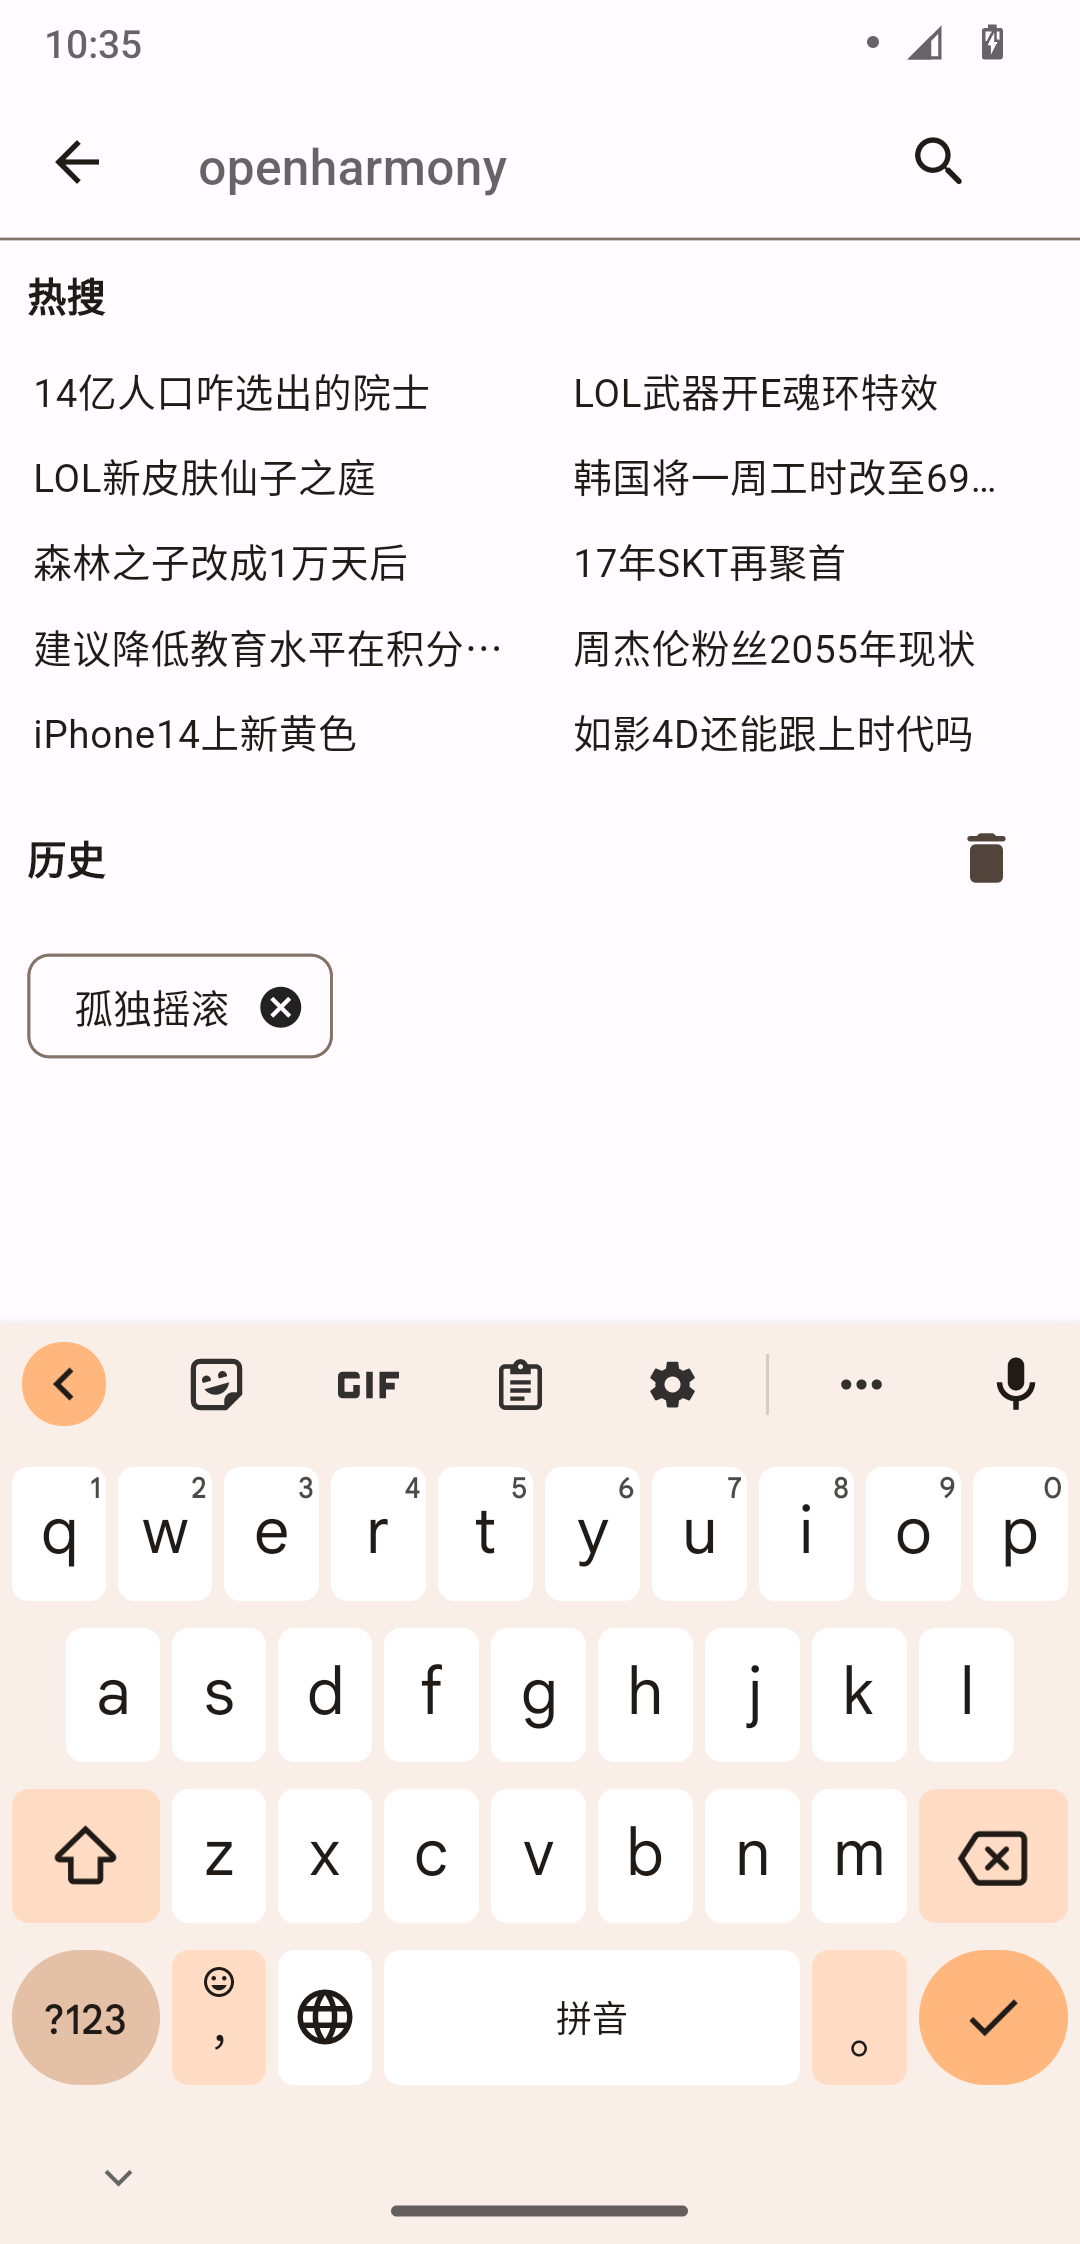 10:35
openharmony
热搜
14亿人口咋选出的院士
LOL武器开E魂环特效
LOL新皮肤仙子之庭
韩国将一周工时改至69...
森林之子改成1万天后
17年SKT再聚首
建议降低教育水平在积分…
周杰伦粉丝2055年现状
iPhone14上新黄色
如影4D还能跟上时代吗
历史
孤独摇滚
GIF
1 2 3 4 5 6 7 8 9 0
q w e r t y u i o p
a s d f g h j k l
z x c v b n m
?123 ， 拼音 。